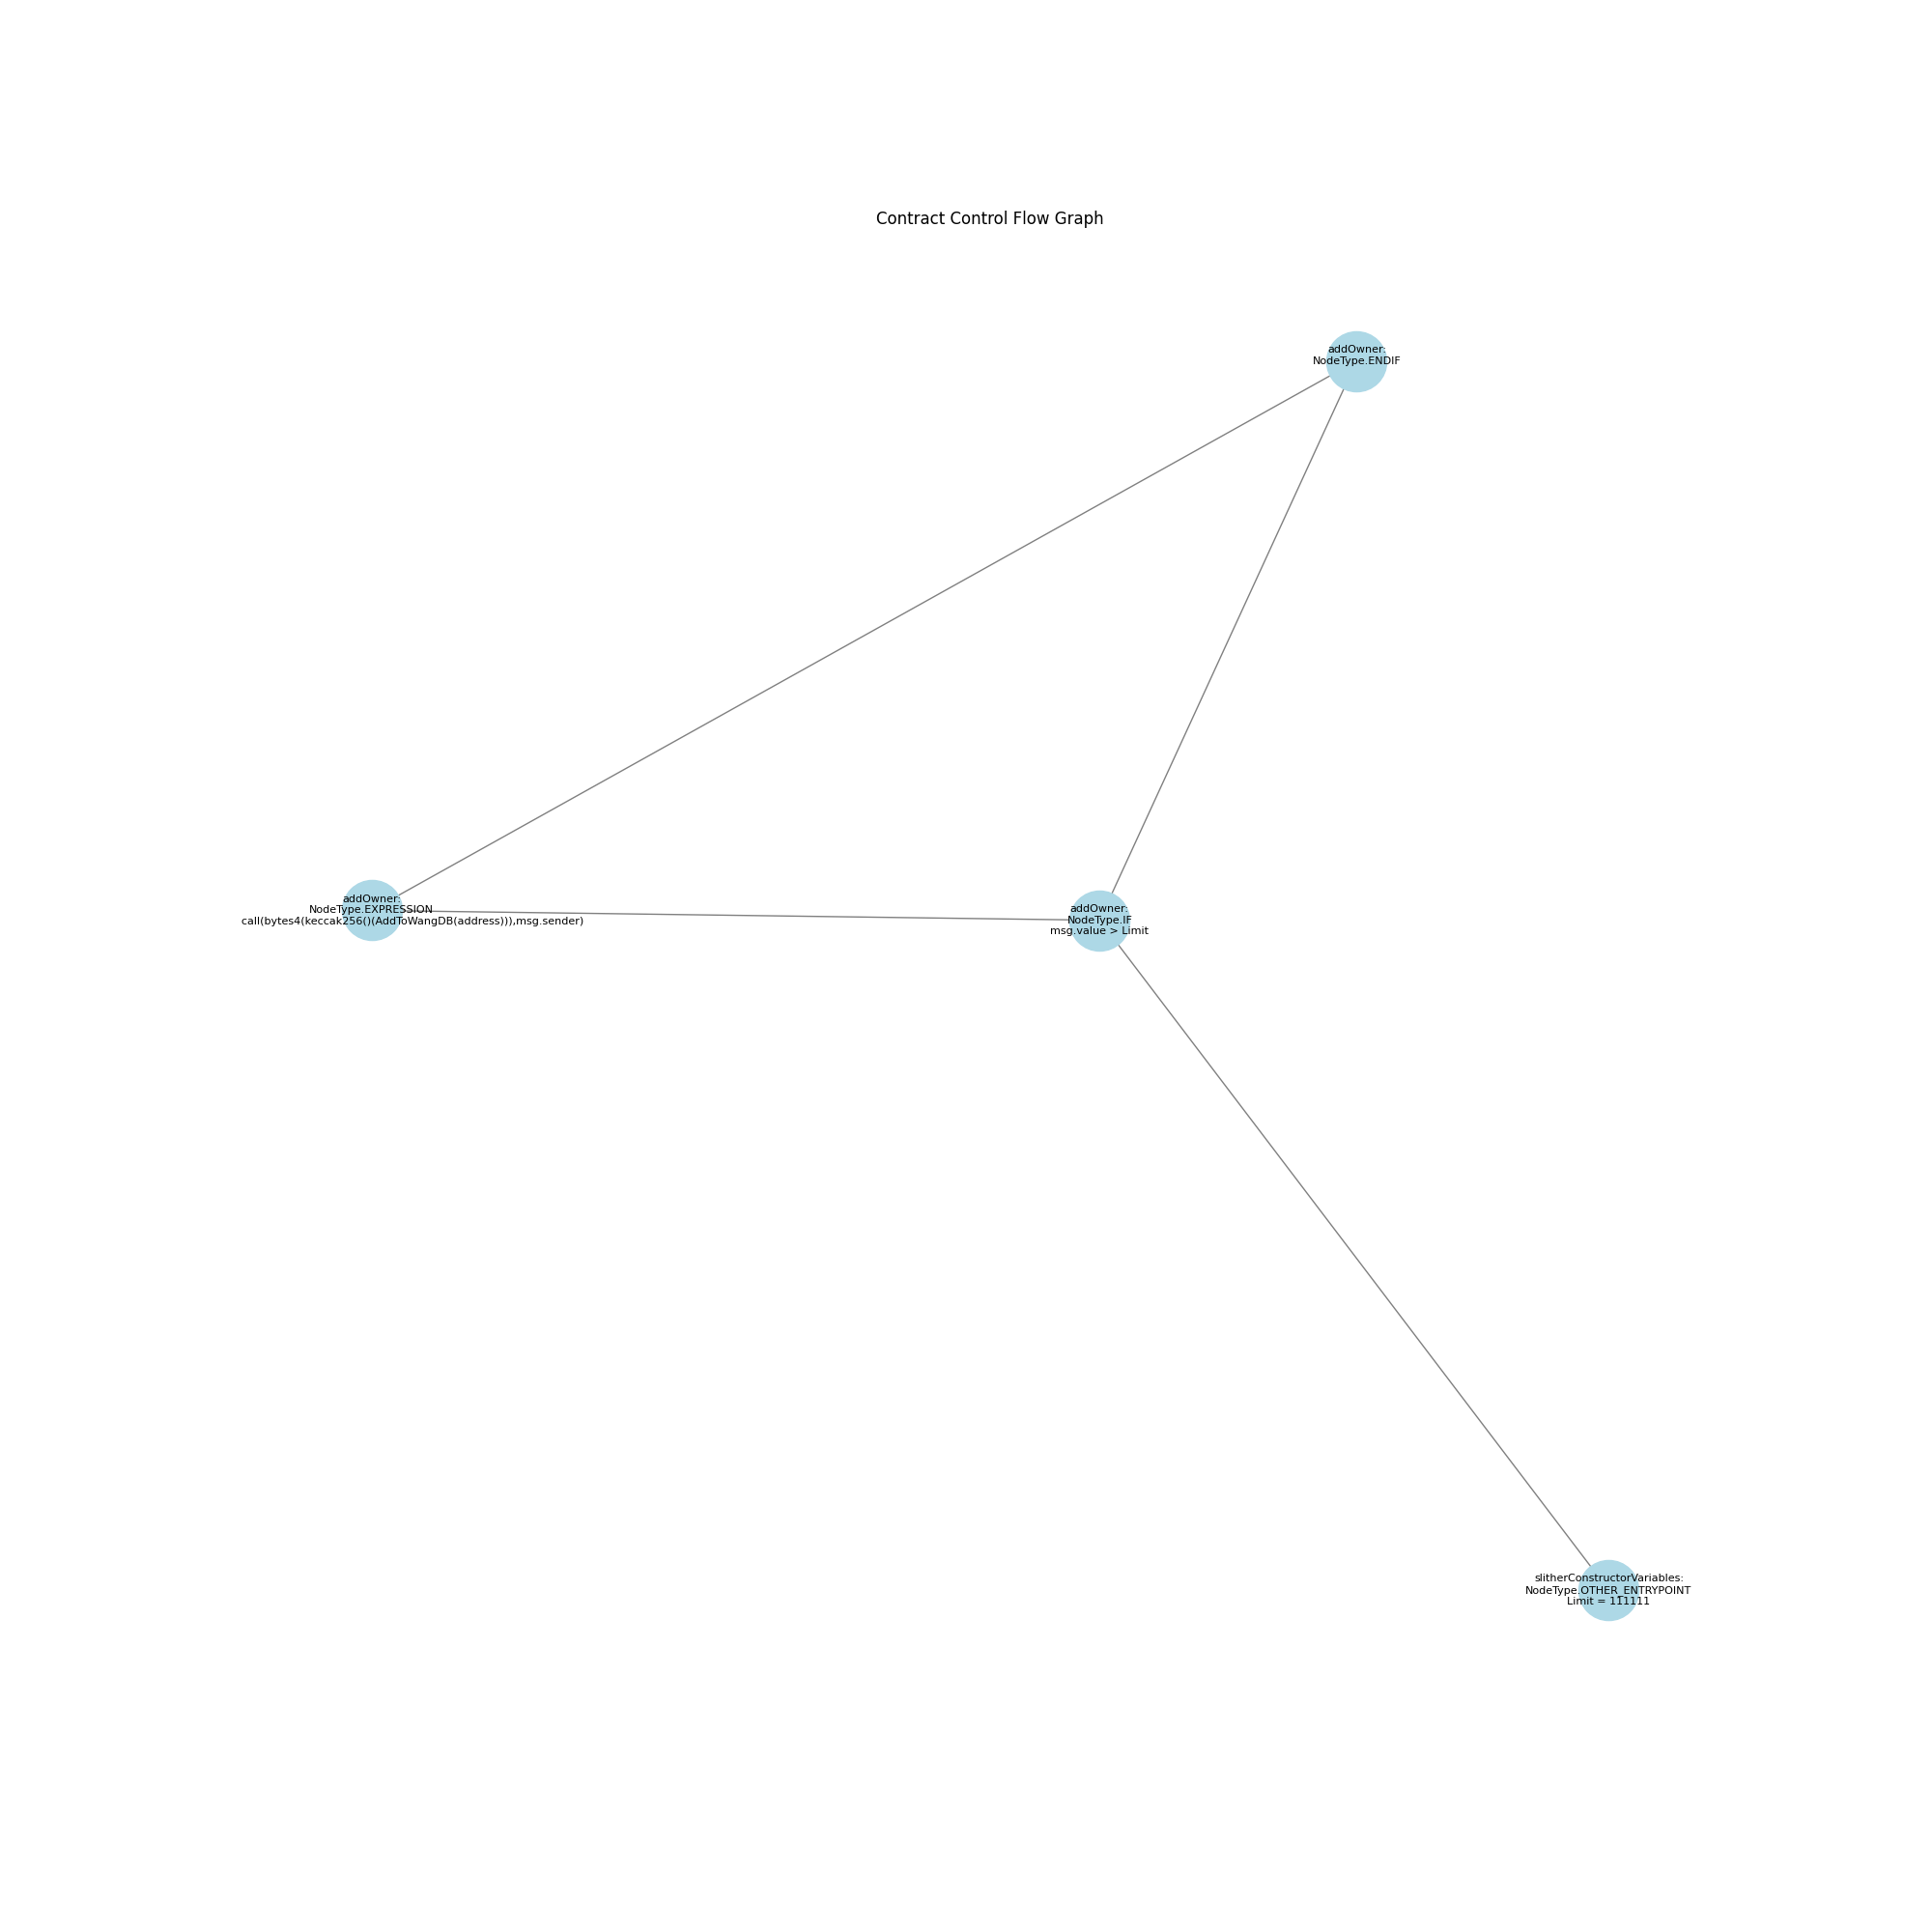 Contract Control Flow Graph
addOwner:
NodeType.ENDIF
addOwner:
NodeType.EXPRESSION
call(bytes4(keccak256()(AddToWangDB(address))),msg.sender)
addOwner:
NodeType.IF
msg.value > Limit
slitherConstructorVariables:
NodeType.OTHER_ENTRYPOINT
Limit = 111111